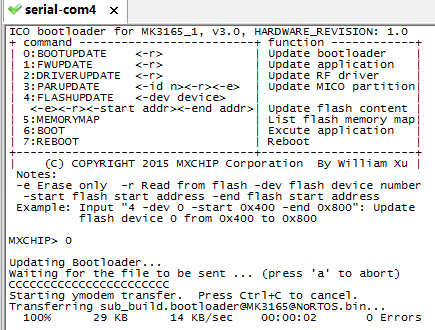 serial-com4
ICO bootloader for MK3165_1, v3.0, HARDWARE_REVISION: 1.0
+ command -------------------------+ function ------------+
| 0:BOOTUPDATE    <-r>             | Update bootloader    |
| 1:FWUPDATE      <-r>             | Update application   |
| 2:DRIVERUPDATE  <-r>             | Update RF driver     |
| 3:PARUPDATE     <-id n><-r><-e>  | Update MICO partition|
| 4:FLASHUPDATE   <-dev device>    |
|  <-e><-r><-start addr><-end addr>| Update flash content |
| 5:MEMORYMAP                      | List flash memory map|
| 6:BOOT                           | Excute application   |
| 7:REBOOT                         | Reboot               |
+----------------------------------+----------------------+
|    (C) COPYRIGHT 2015 MXCHIP Corporation  By William Xu |
Notes:
-e Erase only  -r Read from flash -dev flash device number
-start flash start address -end flash start address
Example: Input "4 -dev 0 -start 0x400 -end 0x800": Update
flash device 0 from 0x400 to 0x800
MXCHIP> 0
Updating Bootloader...
Waiting for the file to be sent ... (press 'a' to abort)
CCCCCCCCCCCCCCCCCCCCCCCC
Starting ymodem transfer.  Press Ctrl+C to cancel.
Transferring sub_build.bootloader@MK3165@NoRTOS.bin...
100%      29 KB      14 KB/sec    00:00:02       0 Errors